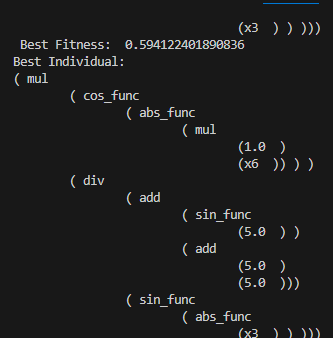 (x3  ) ) )))
Best Fitness:  0.594122401890836
Best Individual:
( mul
        ( cos_func
                ( abs_func
                        ( mul
                                (1.0  )
                                (x6  )) ) )
        ( div
                ( add
                        ( sin_func
                                (5.0  ) )
                        ( add
                                (5.0  )
                                (5.0  )))
                ( sin_func
                        ( abs_func
                                (x3  ) ) )))